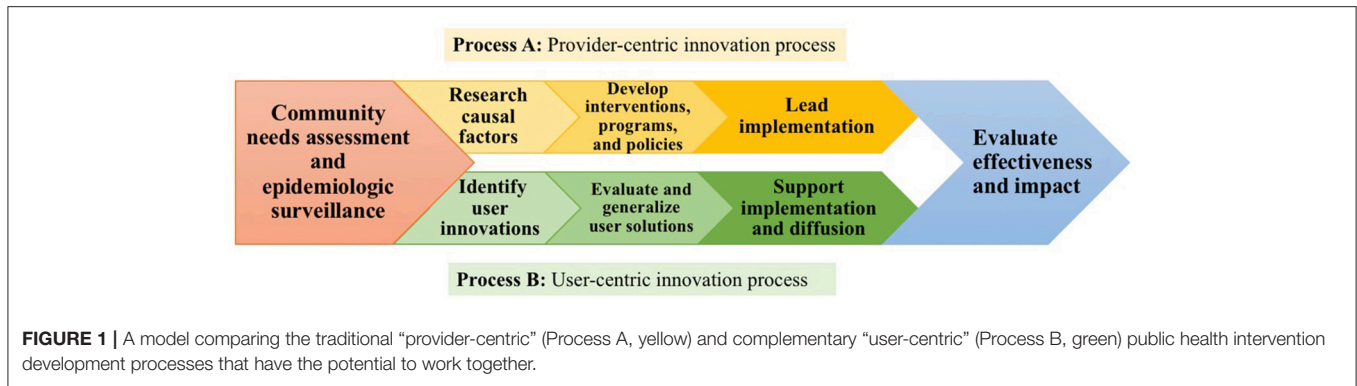 Process A: Provider-centric innovation process
Community
needs assessment
and
epidemiologic
surveillance
Research
causal
factors
Develop
interventions,
programs,
and policies
Lead
implementation
Identify
user
innovations
Evaluate and
generalize
user solutions
Support
implementation
and diffusion
Evaluate
effectiveness
and impact
Process B: User-centric innovation process
FIGURE 1 | A model comparing the traditional “provider-centric” (Process A, yellow) and complementary “user-centric” (Process B, green) public health intervention
development processes that have the potential to work together.